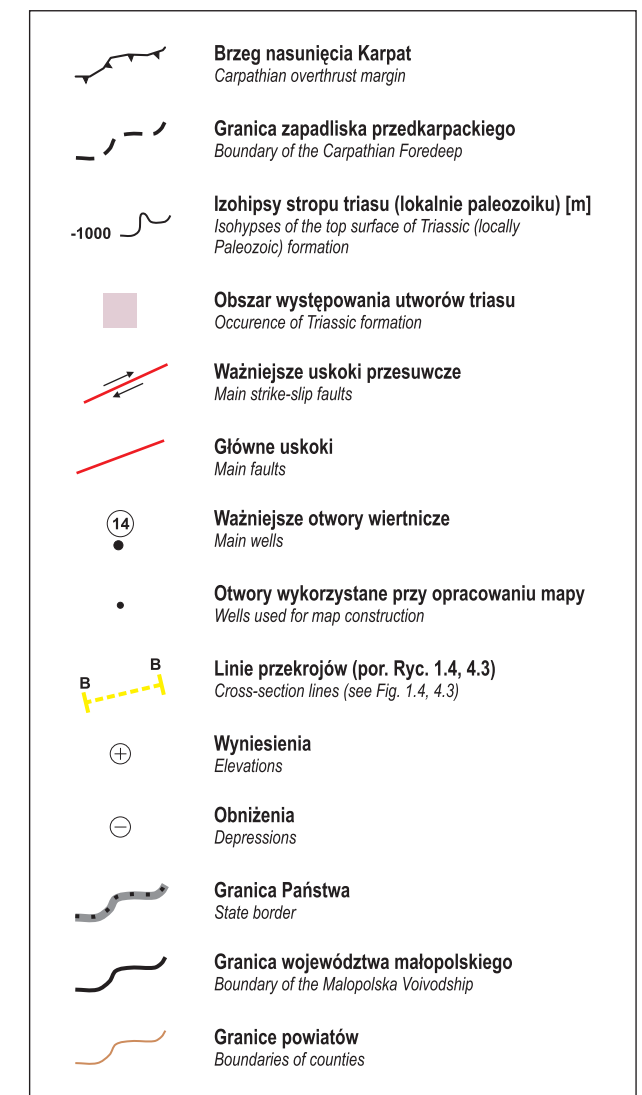 Brzeg nasunięcia Karpat
Carpathian overthrust margin
Granica zapadliska przedkarpackiego
Boundary of the Carpathian Foredeep
Izohipsy stropu triasu (lokalnie paleozoiku) [m]
-1000
Isohypses of the top surface of Triassic (locally
Paleozoic) formation
Obszar występowania utworów triasu
Occurence of Triassic formation
Ważniejsze uskoki przesuwcze
Main strike-slip faults
Główne uskoki
Main faults
14
Ważniejsze otwory wiertnicze
Main wells
Otwory wykorzystane przy opracowaniu mapy
Wells used for map construction
B B
Linie przekrojów (por. Ryc. 1.4, 4.3)
Cross-section lines (see Fig. 1.4, 4.3)
+
Wyniesienia
Elevations
−
Obniżenia
Depressions
Granica Państwa
State border
Granica województwa małopolskiego
Boundary of the Malopolska Voivodship
Granice powiatów
Boundaries of counties